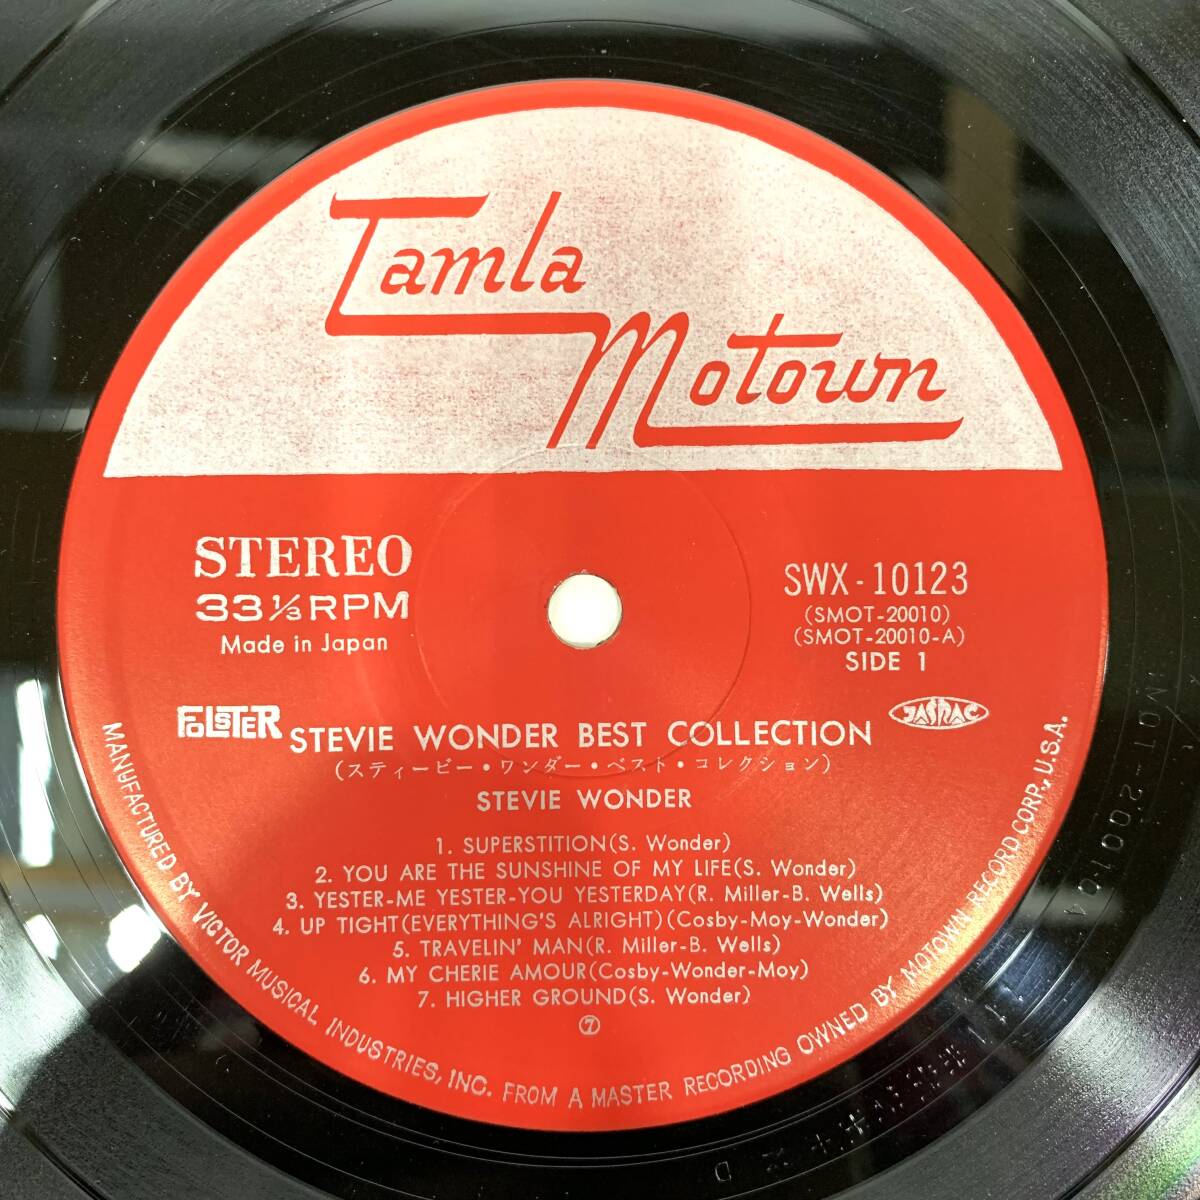 Tamla
Motown
STEREO
33 1/3 RPM
Made in Japan
SWX-10123
(SMOT-20010)
(SMOT-20010-A)
SIDE 1
FOLSTER
JASRAC
STEVIE WONDER BEST COLLECTION
(スティービー・ワンダー・ベスト・コレクション)
STEVIE WONDER
1. SUPERSTITION(S. Wonder)
2. YOU ARE THE SUNSHINE OF MY LIFE(S. Wonder)
3. YESTER-ME YESTER-YOU YESTERDAY(R. Miller-B. Wells)
4. UP TIGHT(EVERYTHING'S ALRIGHT)(Cosby-Moy-Wonder)
5. TRAVELIN' MAN(R. Miller-B. Wells)
6. MY CHERIE AMOUR(Cosby-Wonder-Moy)
7. HIGHER GROUND(S. Wonder)
⑦
MANUFACTURED BY VICTOR MUSICAL INDUSTRIES, INC. FROM A MASTER RECORDING OWNED BY MOTOWN RECORD CORP., U.S.A.